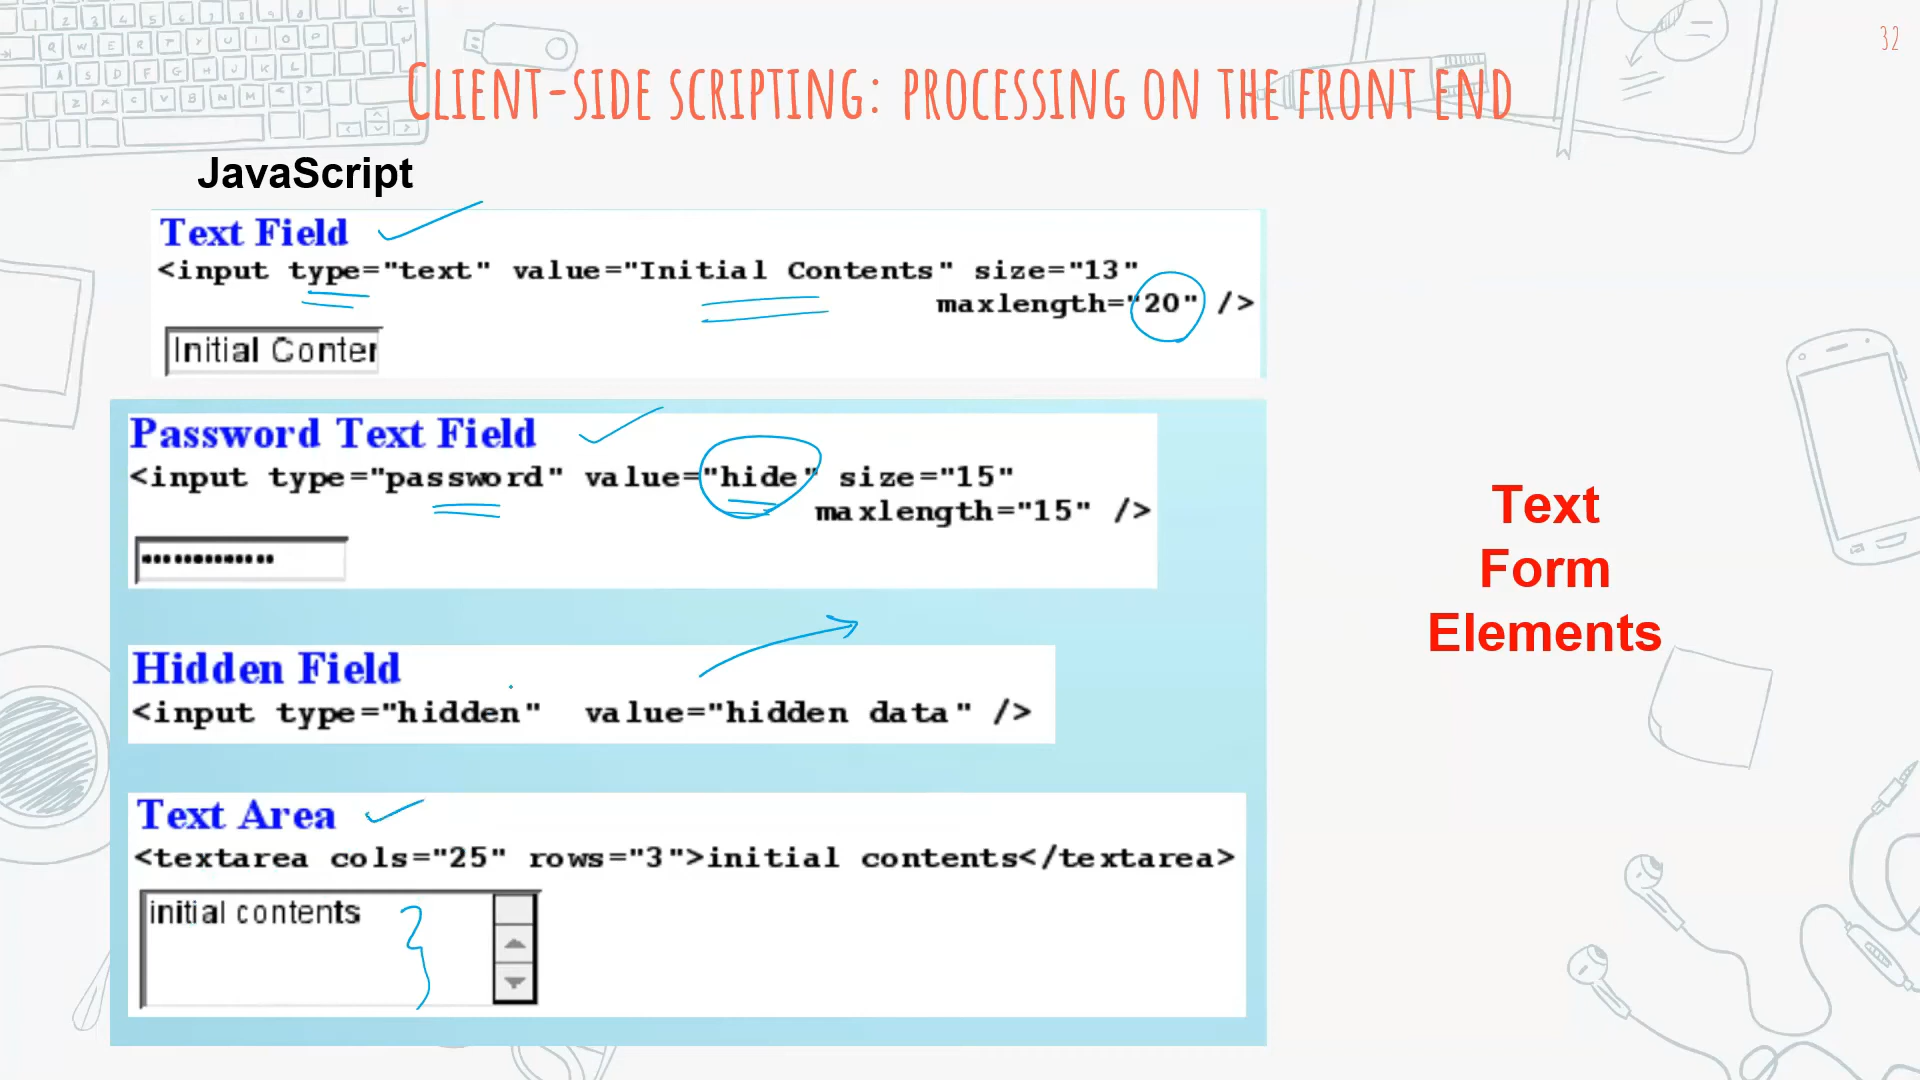 32
Client-side scripting: processing on the front end
JavaScript
Text Field
<input type="text" value="Initial Contents" size="13"
maxlength="20" />
Initial Conter
Password Text Field
<input type="password" value="hide" size="15"
maxlength="15" />
Hidden Field
<input type="hidden" value="hidden data" />
Text Area
<textarea cols="25" rows="3">initial contents</textarea>
initial contents
Text
Form
Elements